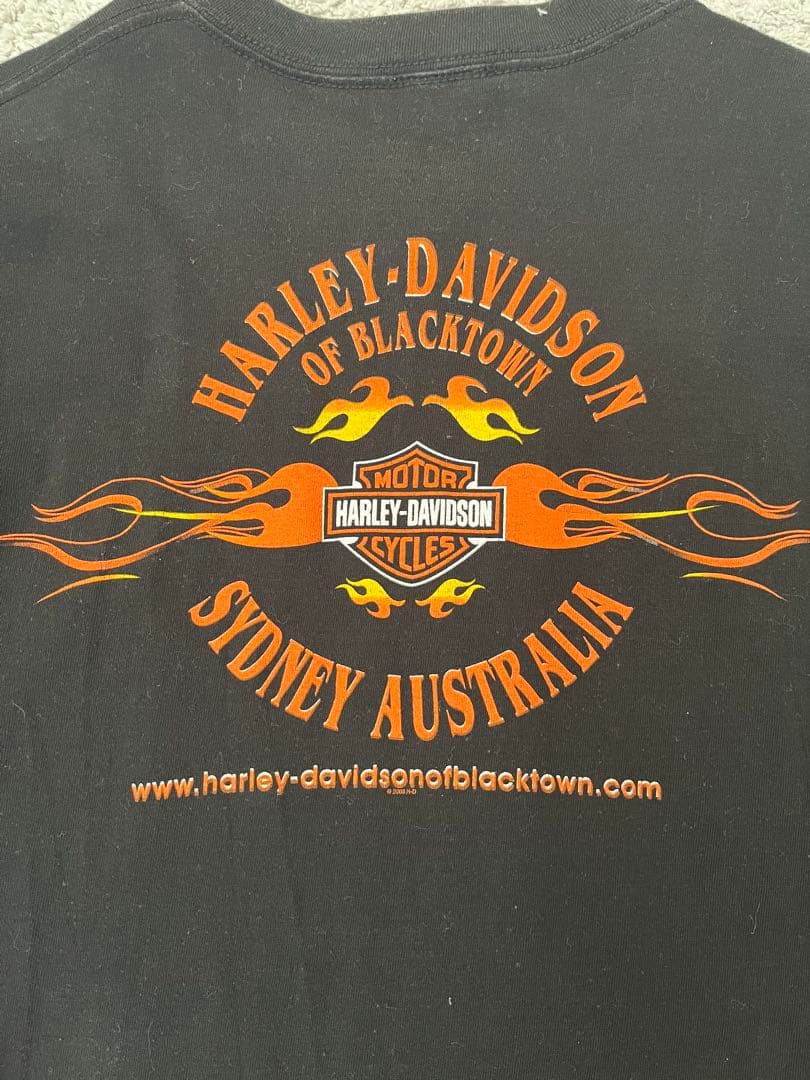 HARLEY-DAVIDSON
OF BLACKTOWN
MOTOR
HARLEY-DAVIDSON
CYCLES
SYDNEY AUSTRALIA
www.harley-davidsonofblacktown.com